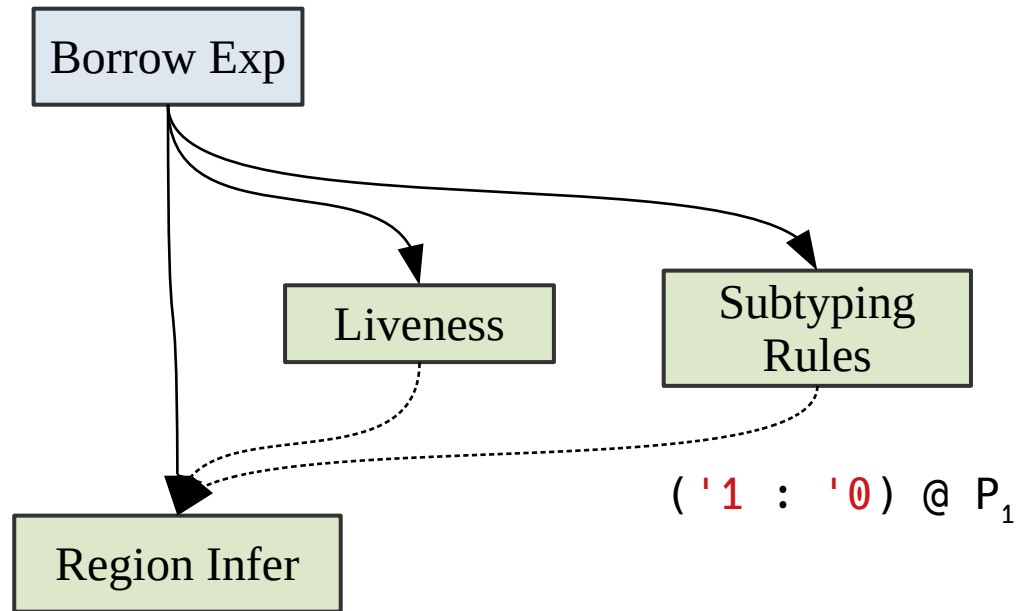 Borrow Exp
Liveness
Subtyping
Rules
('1 : '0) @ P₁
Region Infer